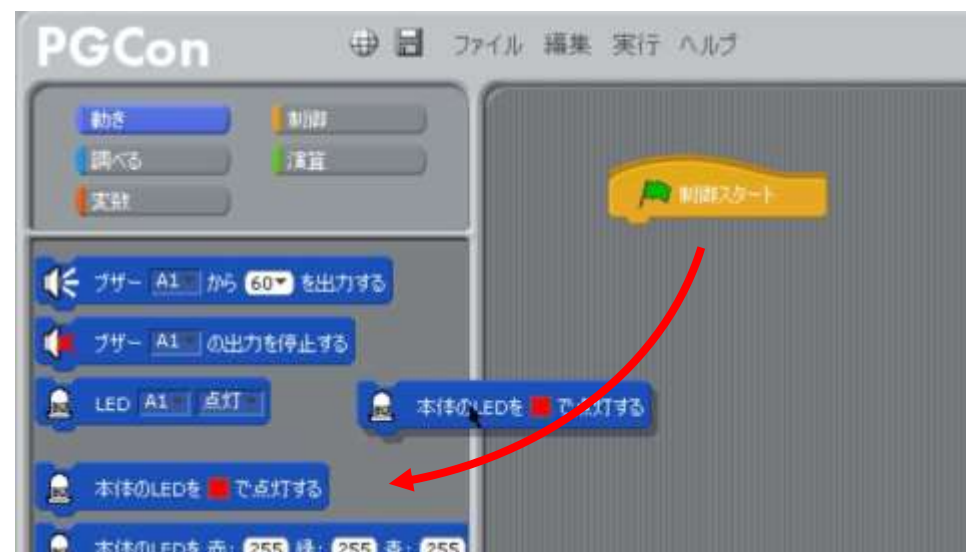 PGCon ファイル 編集 実行 ヘルプ
動き 制御
調べる 演算
変数
制御スタート
ブザー A1 から 60 を出力する
ブザー A1 の出力を停止する
LED A1 点灯
本体のLEDを で点灯する
本体のLEDを で点灯する
本体のLEDを 赤: 255 緑: 255 青: 255